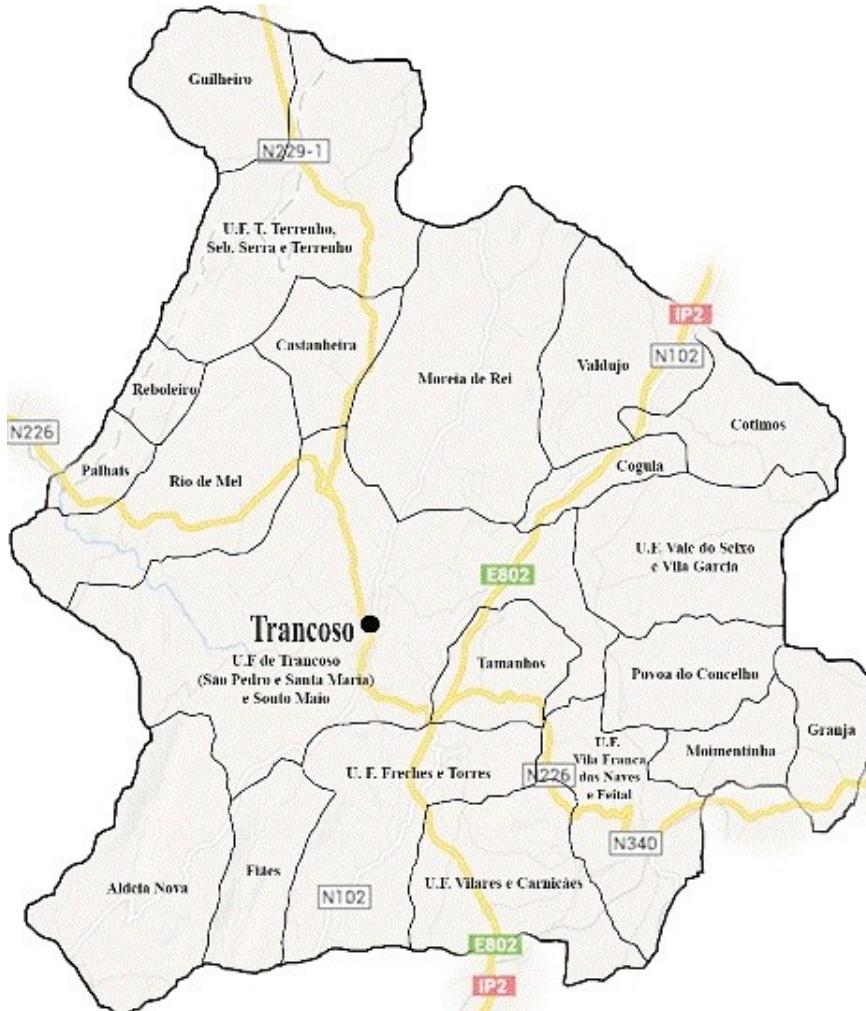 Guilheiro
N229-1
U.F. T. Terrenho,
Seb. Serra e Terrenho
IP2
Castanheira
N102
Valdujo
Moreia de Rei
Reboleiro
Cotimos
N226
Palhais
Cogula
Rio de Mel
U.F. Vale do Seixo
e Vila Garcia
E802
Trancoso
Tamanhos
U.F de Trancoso
(São Pedro e Santa Maria)
e Souto Maio
Povoa do Concelho
Granja
U.F.
Vila Franca
das Naves
e Feital
Moimentinha
U. F. Freches e Torres
N226
N340
Fiães
Aldeia Nova
U.F. Vilares e Carnicães
N102
E802
IP2